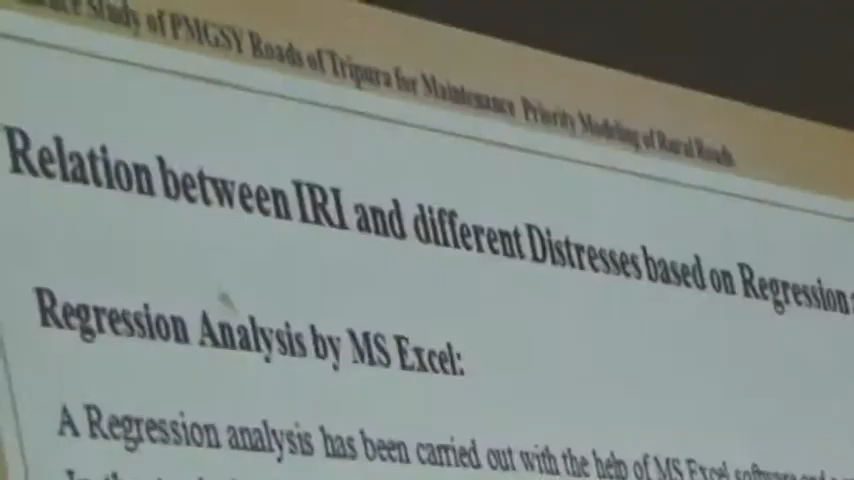 Study of PMGSY Roads of Tripura for Maintenance Priority Modeling of Rural Roads
Relation between IRI and different Distresses based on Regression
Regression Analysis by MS Excel:
A Regression analysis has been carried out with the help of MS Excel software